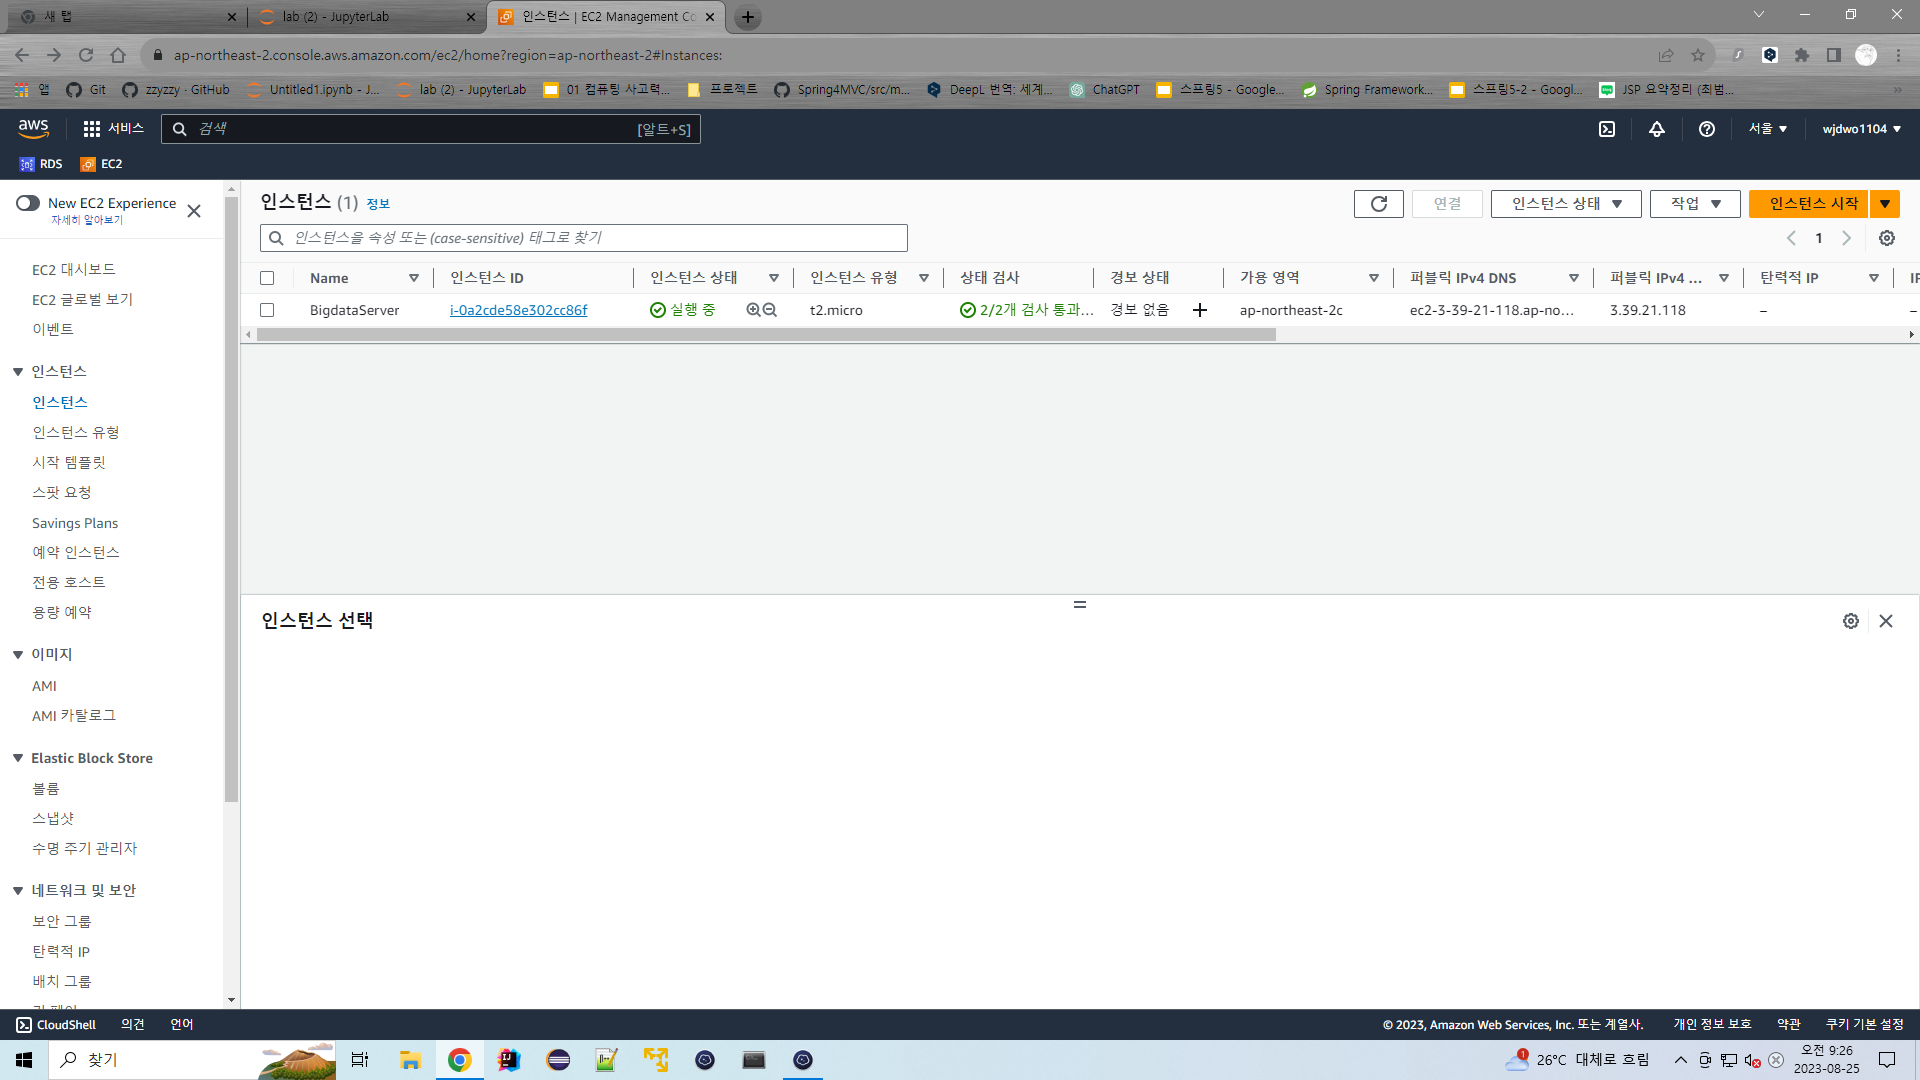 새 탭
lab (2) - JupyterLab
인스턴스 | EC2 Management Co
ap-northeast-2.console.aws.amazon.com/ec2/home?region=ap-northeast-2#Instances:
앱
Git
zzyzzy · GitHub
Untitled1.ipynb - J...
lab (2) - JupyterLab
01 컴퓨팅 사고력...
프로젝트
Spring4MVC/src/m...
DeepL 번역: 세계...
ChatGPT
스프링5 - Google...
Spring Framework...
스프링5-2 - Googl...
JSP 요약정리 (최범...
aws
서비스
검색
[알트+S]
서울
wjdwo1104
RDS
EC2
New EC2 Experience
자세히 알아보기
EC2 대시보드
EC2 글로벌 보기
이벤트
인스턴스
인스턴스
인스턴스 유형
시작 템플릿
스팟 요청
Savings Plans
예약 인스턴스
전용 호스트
용량 예약
이미지
AMI
AMI 카탈로그
Elastic Block Store
볼륨
스냅샷
수명 주기 관리자
네트워크 및 보안
보안 그룹
탄력적 IP
배치 그룹
인스턴스 (1) 정보
연결
인스턴스 상태
작업
인스턴스 시작
인스턴스을 속성 또는 (case-sensitive) 태그로 찾기
1
Name
인스턴스 ID
인스턴스 상태
인스턴스 유형
상태 검사
경보 상태
가용 영역
퍼블릭 IPv4 DNS
퍼블릭 IPv4 ...
탄력적 IP
BigdataServer
i-0a2cde58e302cc86f
실행 중
t2.micro
2/2개 검사 통과...
경보 없음
ap-northeast-2c
ec2-3-39-21-118.ap-no...
3.39.21.118
–
–
인스턴스 선택
CloudShell
의견
언어
© 2023, Amazon Web Services, Inc. 또는 계열사.
개인 정보 보호
약관
쿠키 기본 설정
찾기
1
26°C 대체로 흐림
오전 9:26
2023-08-25